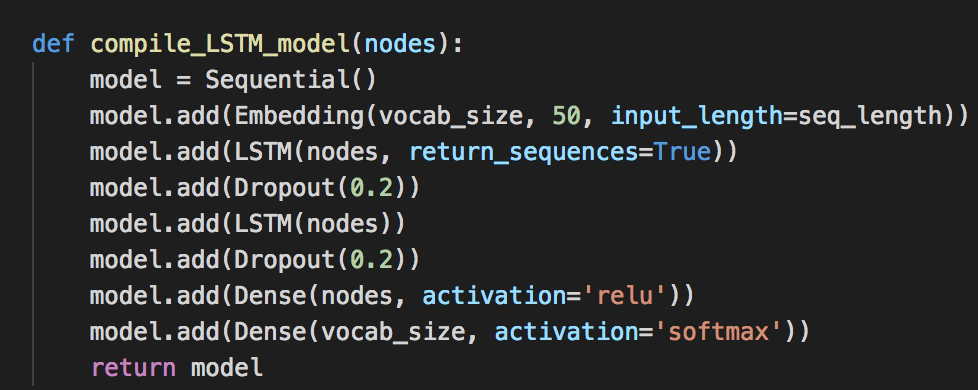 def compile_LSTM_model(nodes):
    model = Sequential()
    model.add(Embedding(vocab_size, 50, input_length=seq_length))
    model.add(LSTM(nodes, return_sequences=True))
    model.add(Dropout(0.2))
    model.add(LSTM(nodes))
    model.add(Dropout(0.2))
    model.add(Dense(nodes, activation='relu'))
    model.add(Dense(vocab_size, activation='softmax'))
    return model